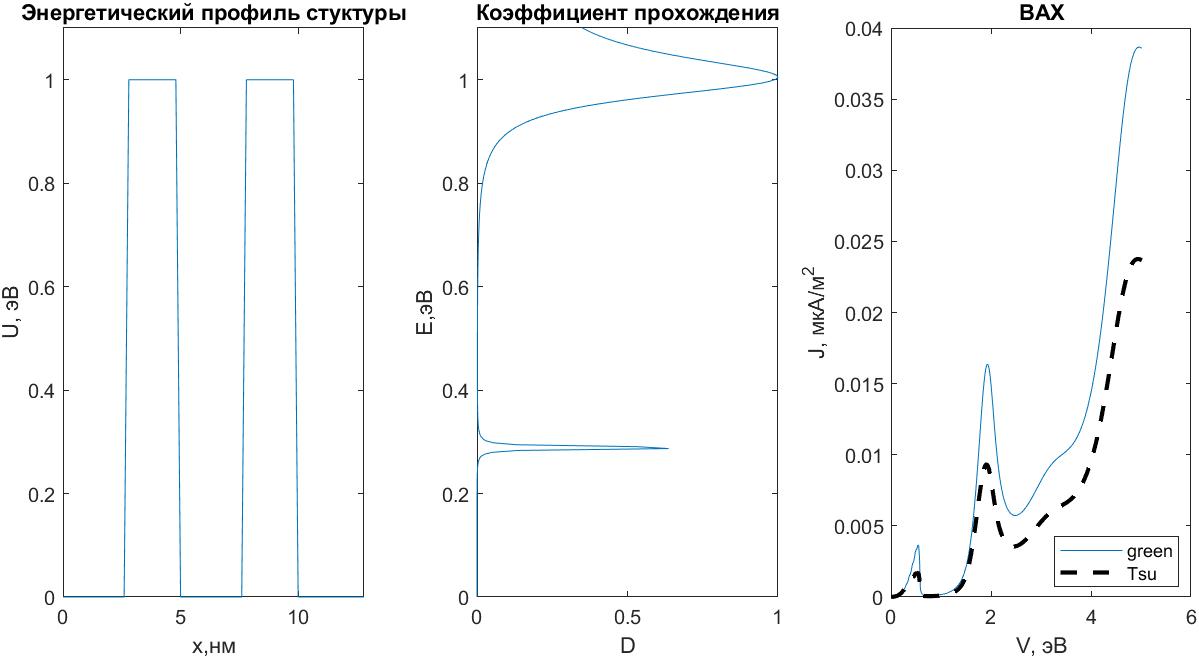 Энергетический профиль стуктуры
1
0.8
0.6
0.4
0.2
0
0
5
10
U, эВ
x,нм
Коэффициент прохождения
1
0.8
0.6
0.4
0.2
0
0
0.5
1
E,эВ
D
ВАХ
0.04
0.035
0.03
0.025
0.02
0.015
0.01
0.005
0
0
2
4
6
J, мкА/м2
V, эВ
green
Tsu